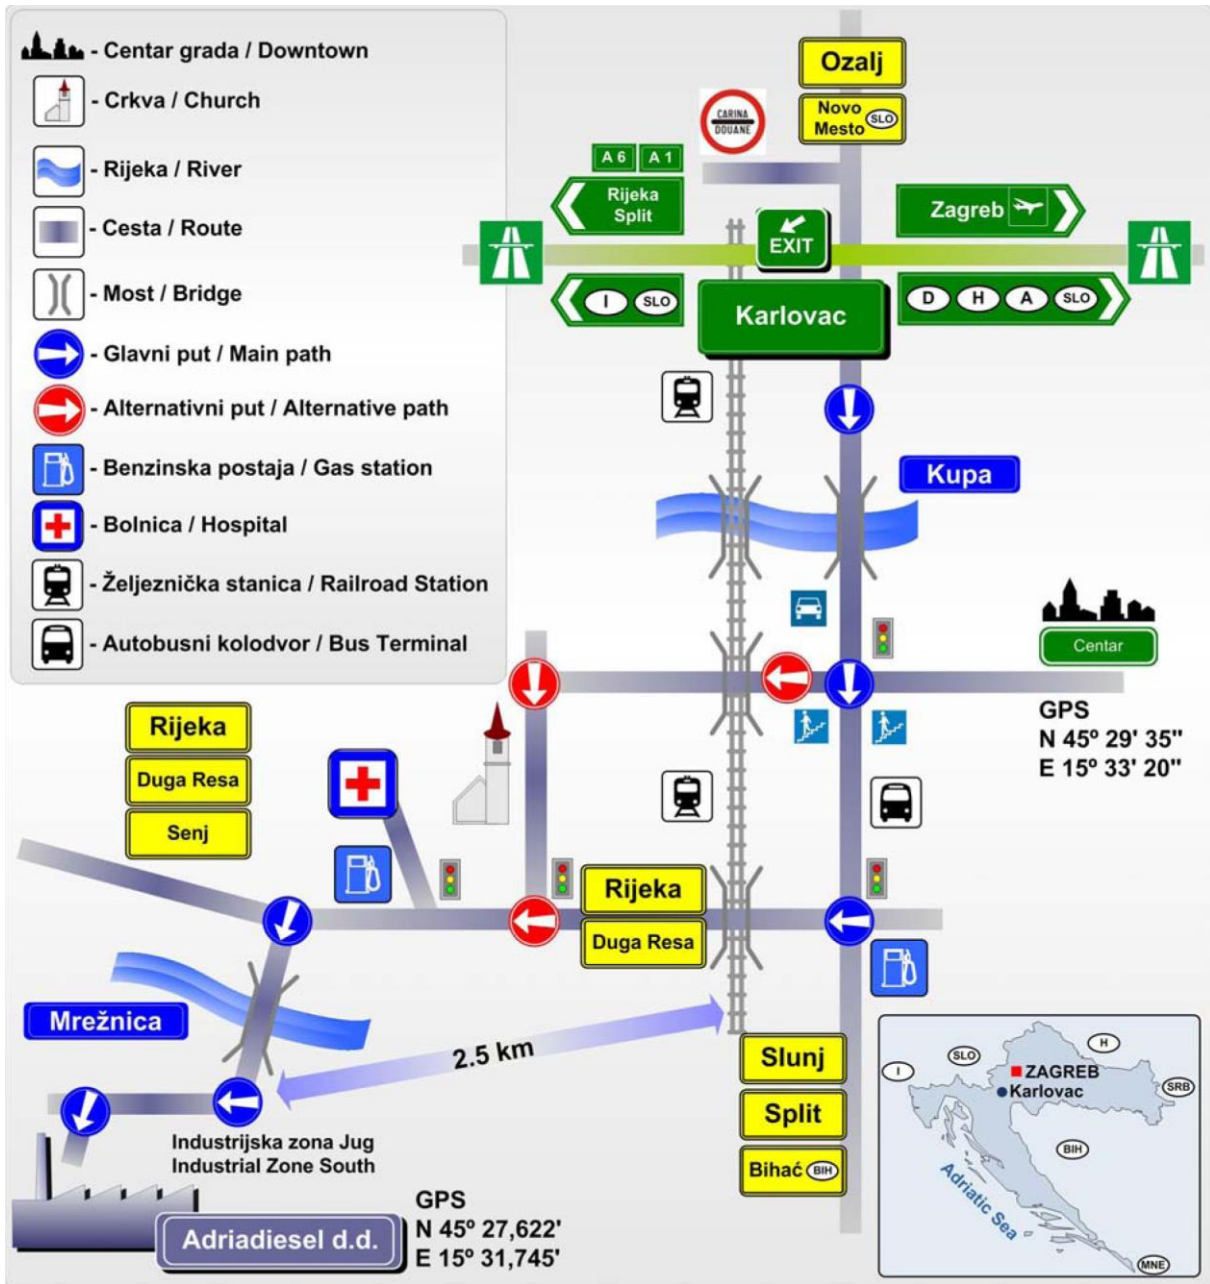 - Centar grada / Downtown
- Crkva / Church
- Rijeka / River
- Cesta / Route
- Most / Bridge
- Glavni put / Main path
- Alternativni put / Alternative path
- Benzinska postaja / Gas station
- Bolnica / Hospital
- Željeznička stanica / Railroad Station
- Autobusni kolodvor / Bus Terminal
Ozalj
Novo
Mesto SLO
CARINA
DOUANE
A 6 A 1
Rijeka
Split
EXIT
Zagreb
I SLO
Karlovac
D H A SLO
Kupa
Centar
GPS
N 45º 29' 35"
E 15º 33' 20"
Rijeka
Duga Resa
Senj
Rijeka
Duga Resa
Mrežnica
2.5 km
Slunj
Split
Bihać BIH
Industrijska zona Jug
Industrial Zone South
Adriadiesel d.d.
GPS
N 45º 27,622'
E 15º 31,745'
H
SLO
I
ZAGREB
SRB
Karlovac
BIH
Adriatic Sea
MNE